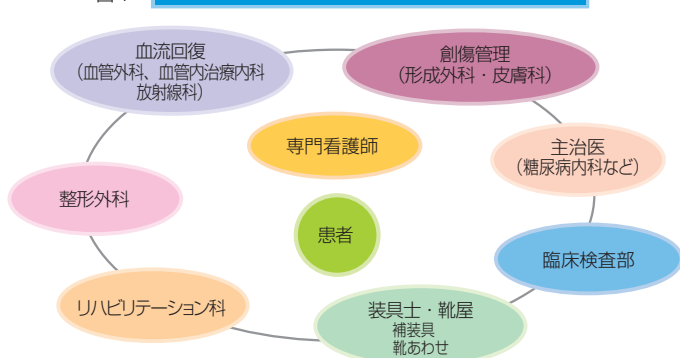 血流回復
(血管外科、血管内治療内科
放射線科)
創傷管理
(形成外科・皮膚科)
専門看護師
主治医
(糖尿病内科など)
整形外科
患者
臨床検査部
リハビリテーション科
装具士・靴屋
補装具
靴あわせ